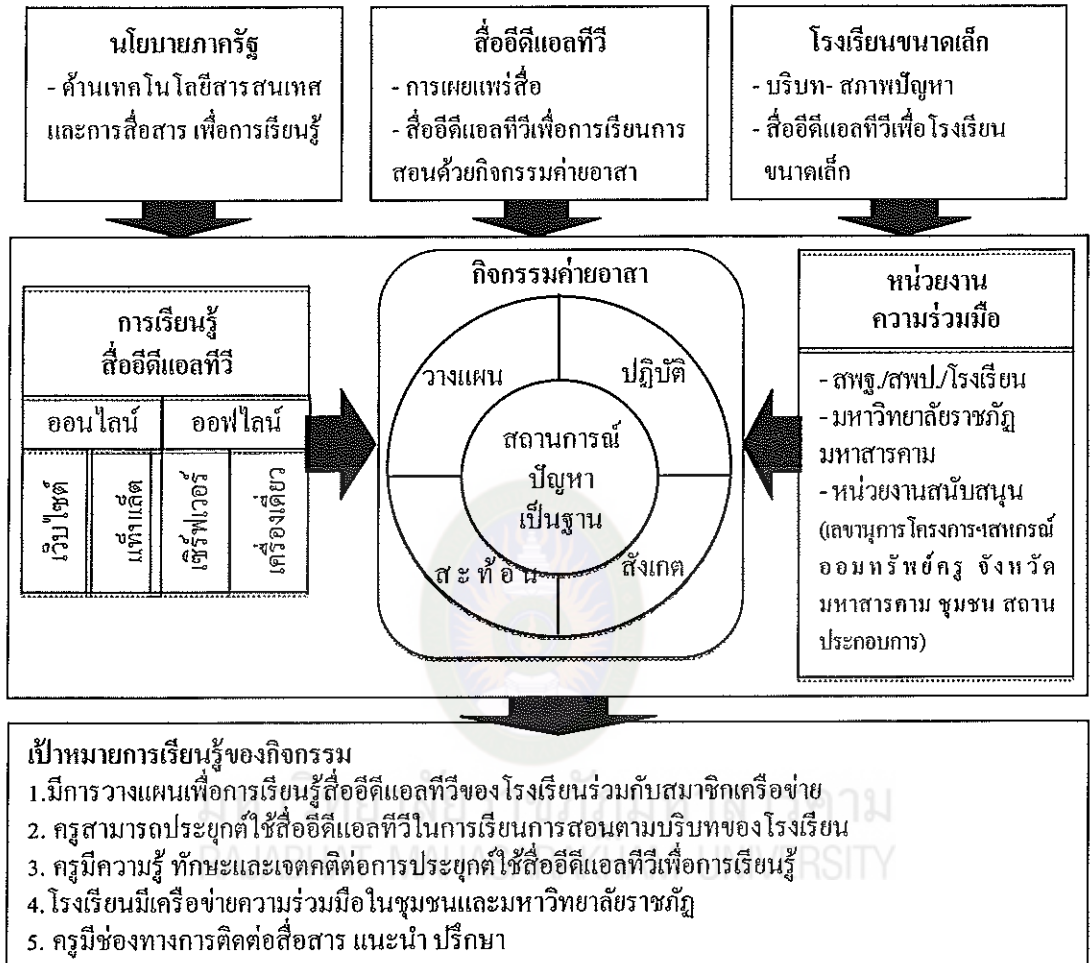 นโยบายภาครัฐ
- ด้านเทคโนโลยีสารสนเทศ
และการสื่อสาร เพื่อการเรียนรู้
สื่ออีดีแอลทีวี
- การเผยแพร่สื่อ
- สื่ออีดีแอลทีวีเพื่อการเรียนการ
สอนด้วยกิจกรรมค่ายอาสา
โรงเรียนขนาดเล็ก
- บริบท- สภาพปัญหา
- สื่ออีดีแอลทีวีเพื่อโรงเรียน
ขนาดเล็ก
การเรียนรู้
สื่ออีดีแอลทีวี
ออนไลน์
ออฟไลน์
เว็บไซต์
แท็บเล็ต
เซิร์ฟเวอร์
เครื่องเดียว
กิจกรรมค่ายอาสา
วางแผน
ปฏิบัติ
สถานการณ์
ปัญหา
เป็นฐาน
สะท้อน
สังเกต
หน่วยงาน
ความร่วมมือ
- สพฐ./สพป./โรงเรียน
- มหาวิทยาลัยราชภัฏ
มหาสารคาม
- หน่วยงานสนับสนุน
(เลขานุการโครงการฯสหกรณ์
ออมทรัพย์ครู จังหวัด
มหาสารคาม ชุมชน สถาน
ประกอบการ)
เป้าหมายการเรียนรู้ของกิจกรรม
1.มีการวางแผนเพื่อการเรียนรู้สื่ออีดีแอลทีวีของโรงเรียนร่วมกับสมาชิกเครือข่าย
มหาวิทยาลัยราชภัฏมหาสารคาม
2. ครูสามารถประยุกต์ใช้สื่ออีดีแอลทีวีในการเรียนการสอนตามบริบทของโรงเรียน
RAJABHAT MAHASARAKHAM UNIVERSITY
3. ครูมีความรู้ ทักษะและเจตคติต่อการประยุกต์ใช้สื่ออีดีแอลทีวีเพื่อการเรียนรู้
4. โรงเรียนมีเครือข่ายความร่วมมือในชุมชนและมหาวิทยาลัยราชภัฏ
5. ครูมีช่องทางการติดต่อสื่อสาร แนะนำ ปรึกษา